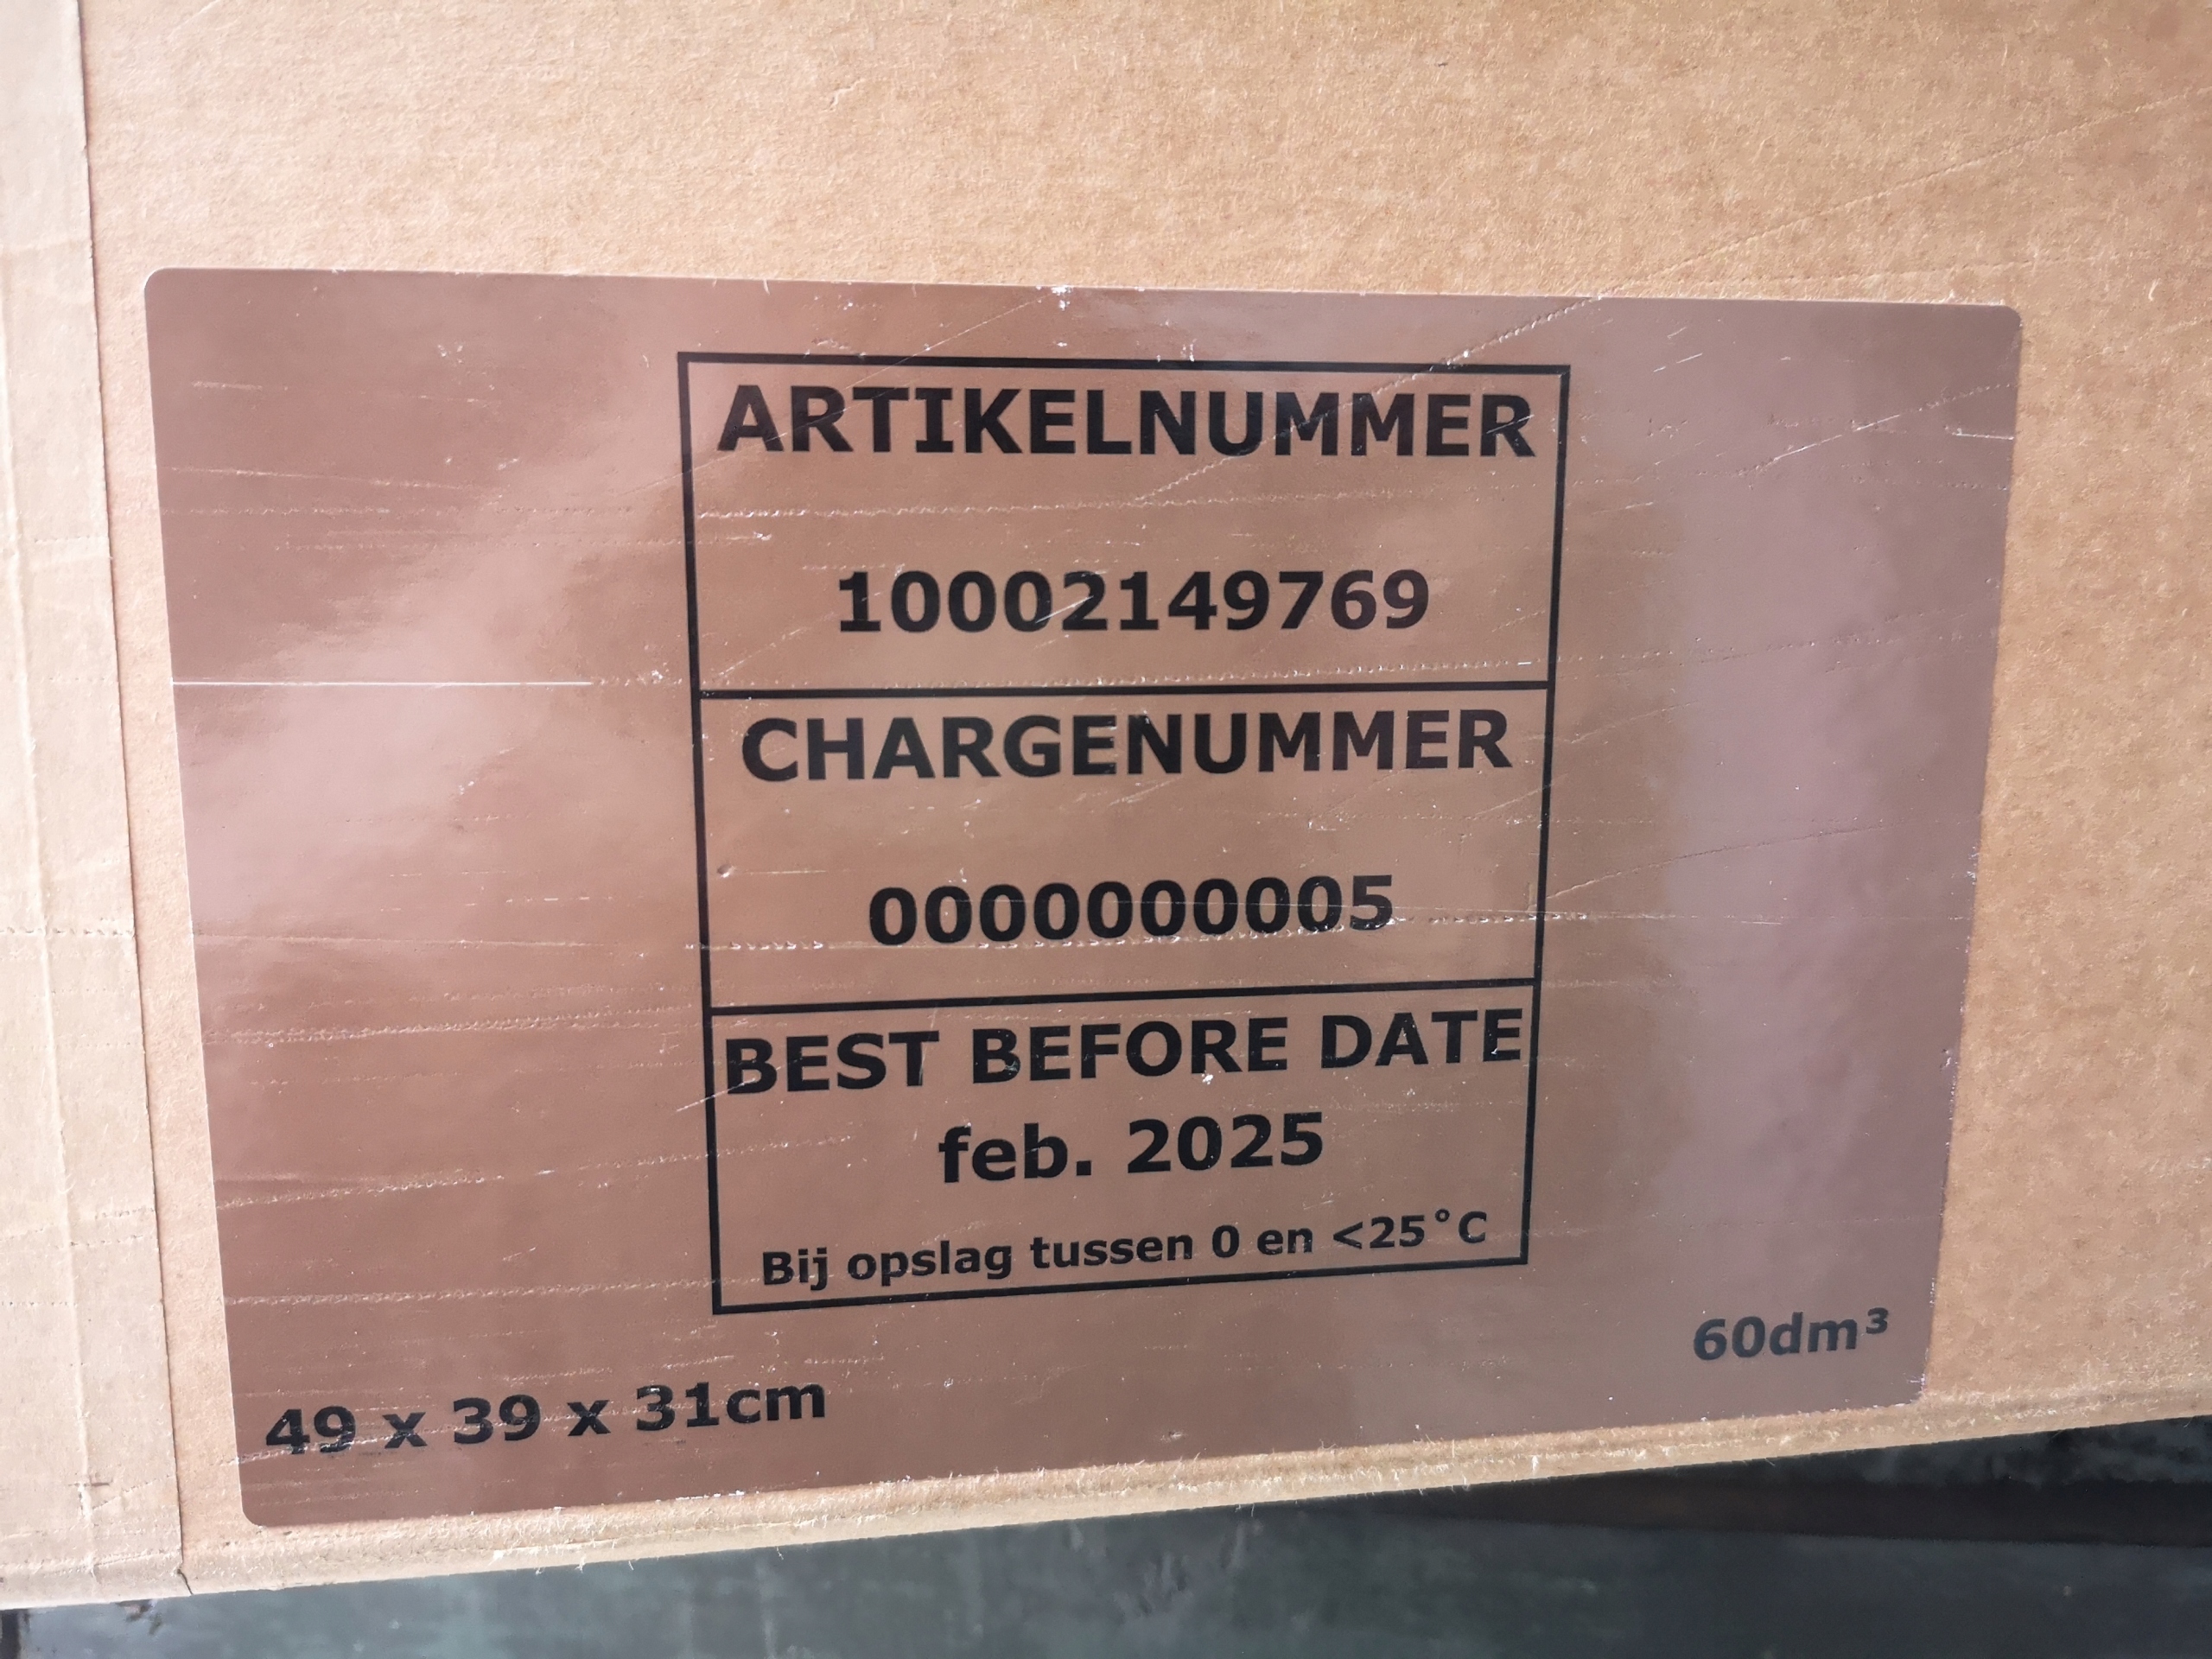 ARTIKELNUMMER
10002149769
CHARGENUMMER
0000000005
BEST BEFORE DATE
feb. 2025
Bij opslag tussen 0 en <25°C
49 x 39 x 31cm
60dm³